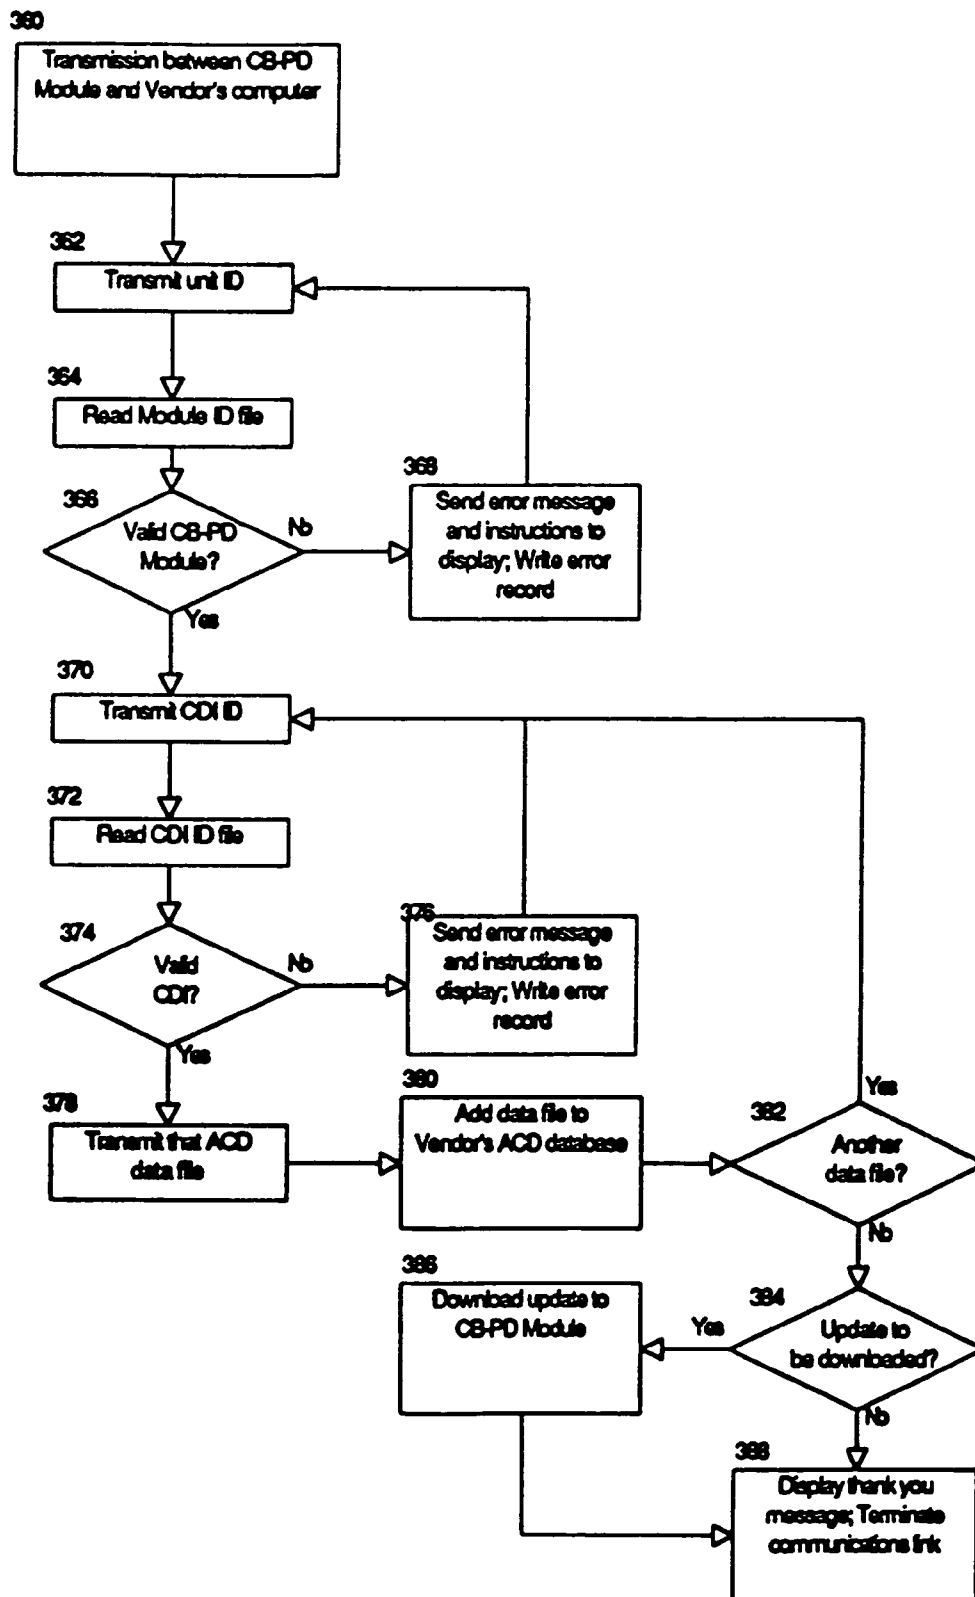 360
Transmission between CB-PD
Module and Vendor's computer
362
Transmit unit ID
364
Read Module ID file
366
Valid CB-PD
Module?
No
Yes
368
Send error message
and instructions to
display; Write error
record
370
Transmit CDI ID
372
Read CDI ID file
374
Valid
CDI?
No
Yes
376
Send error message
and instructions to
display; Write error
record
378
Transmit that ACD
data file
380
Add data file to
Vendor's ACD database
382
Another
data file?
Yes
No
384
Update to
be downloaded?
Yes
No
386
Download update to
CB-PD Module
388
Display thank you
message; Terminate
communications link